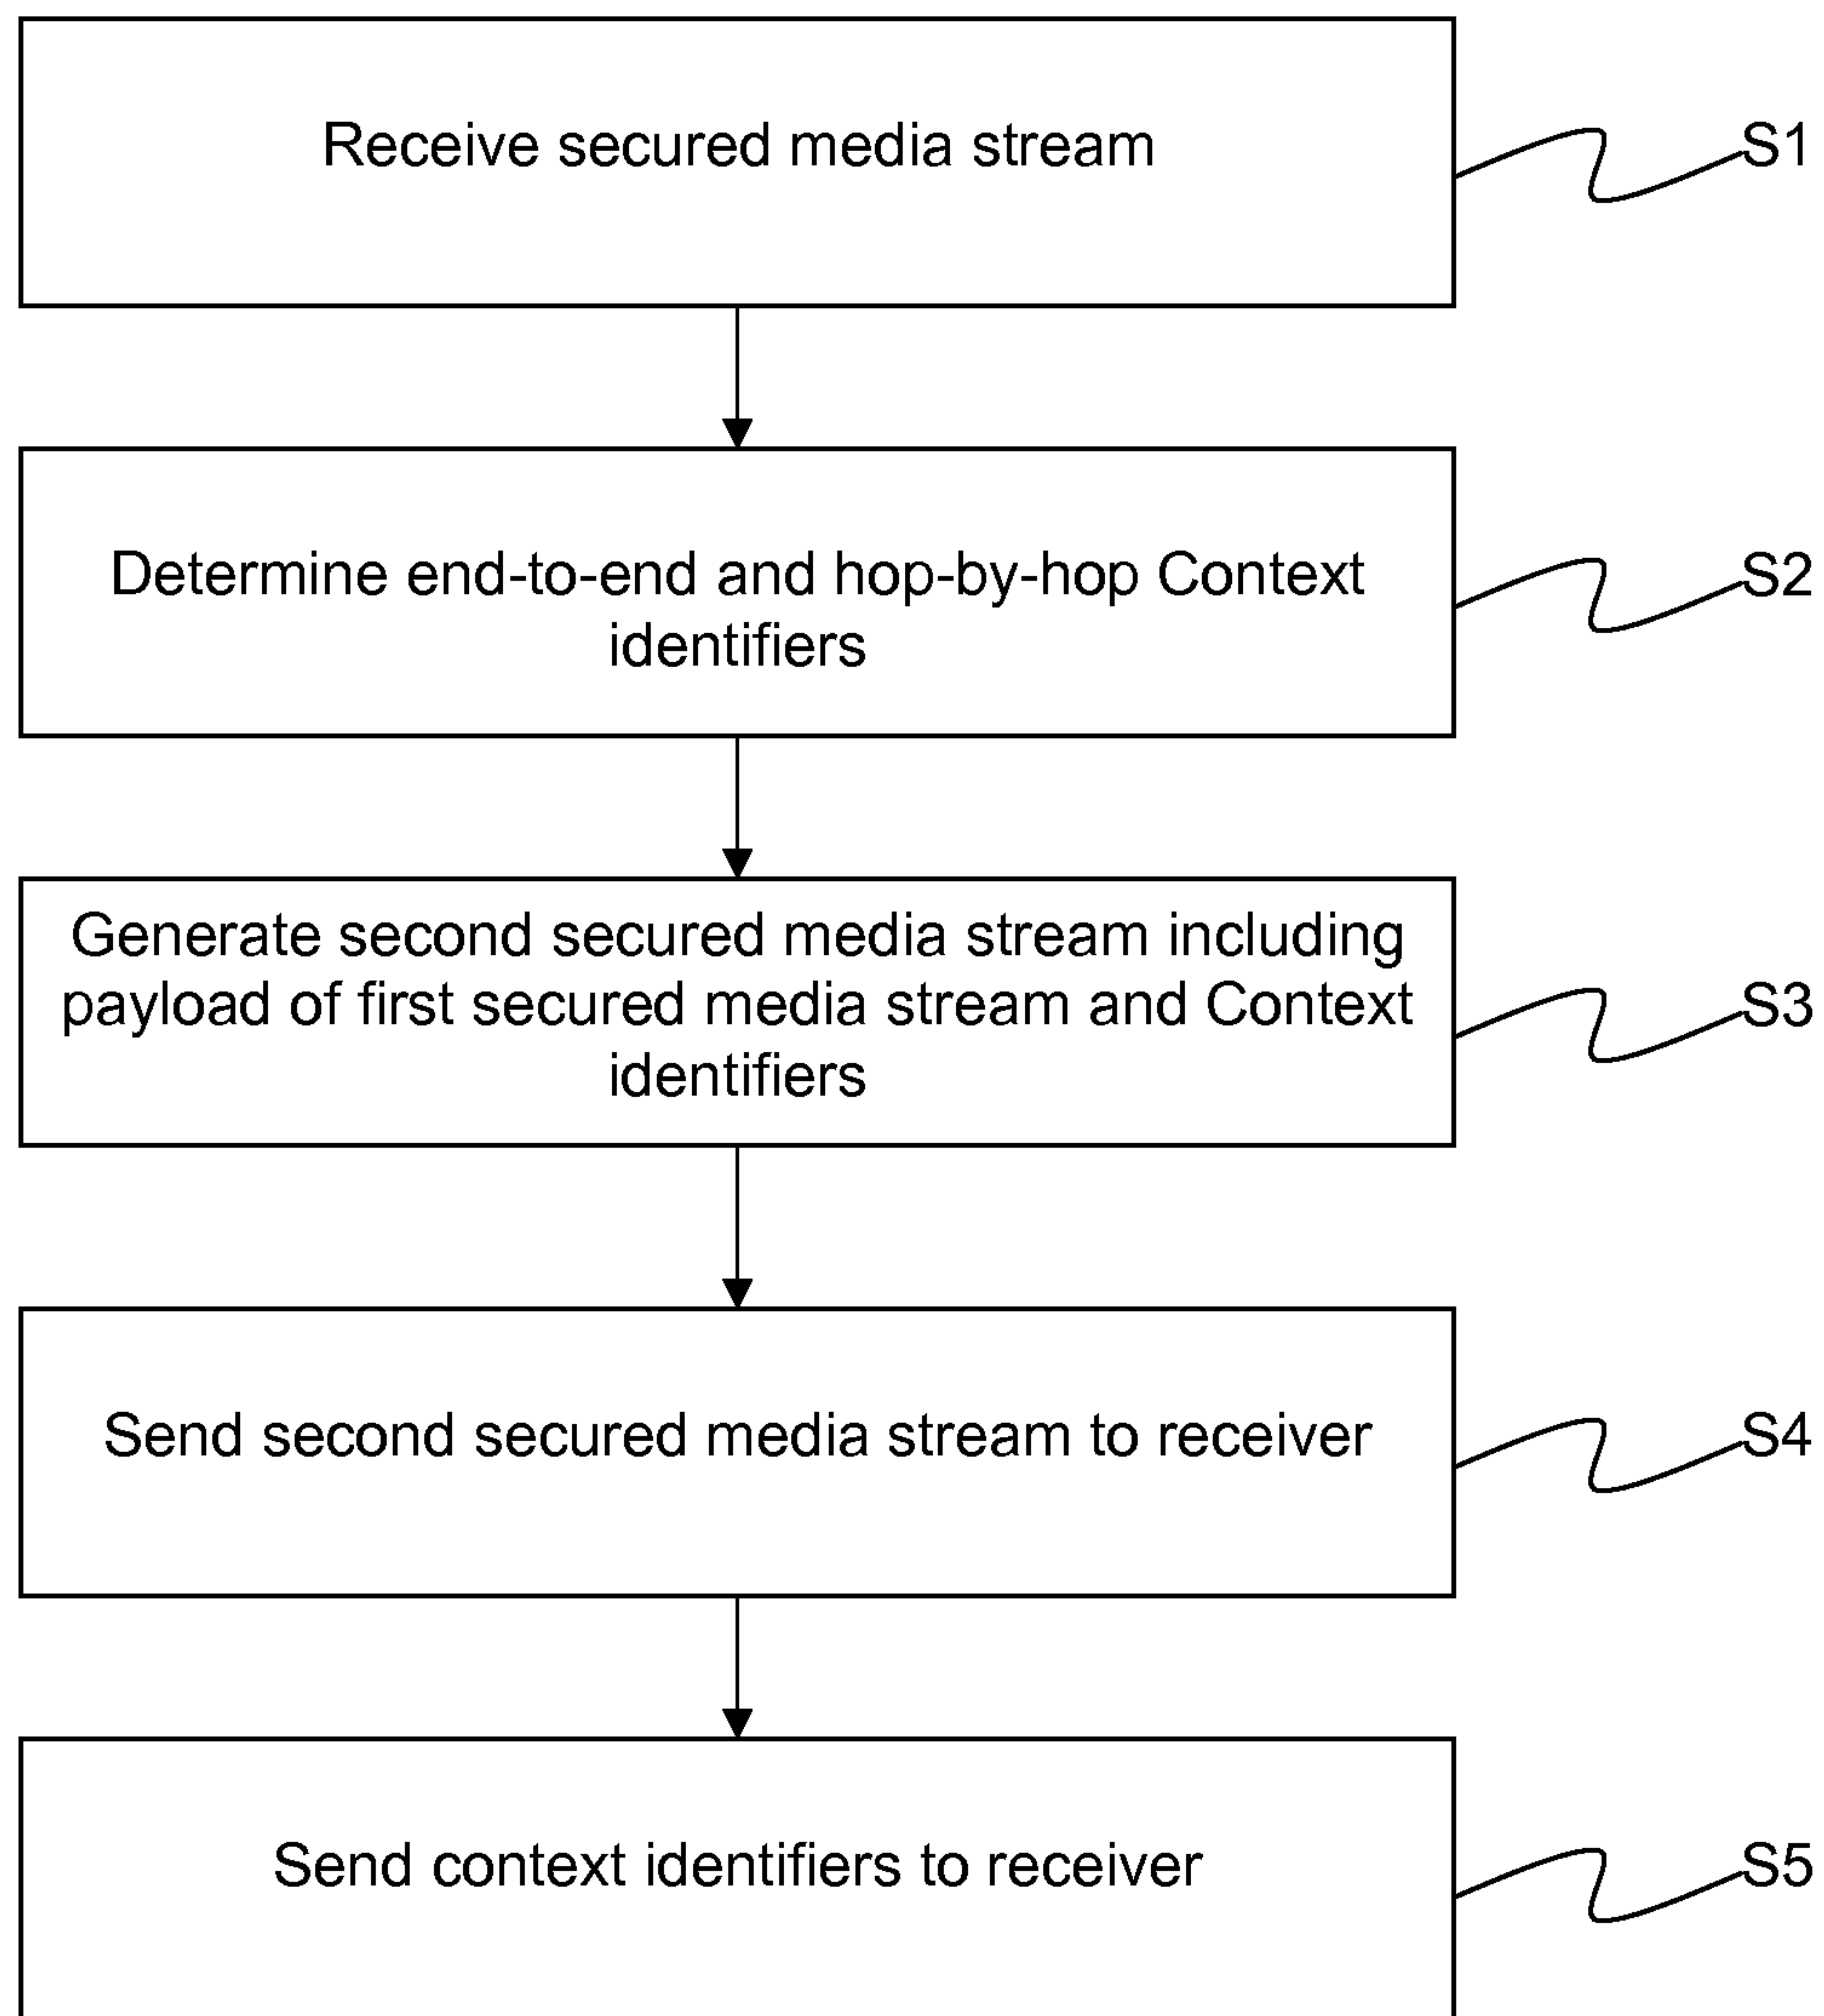 Receive secured media stream
S1
Determine end-to-end and hop-by-hop Context
identifiers
S2
Generate second secured media stream including
payload of first secured media stream and Context
identifiers
S3
Send second secured media stream to receiver
S4
Send context identifiers to receiver
S5